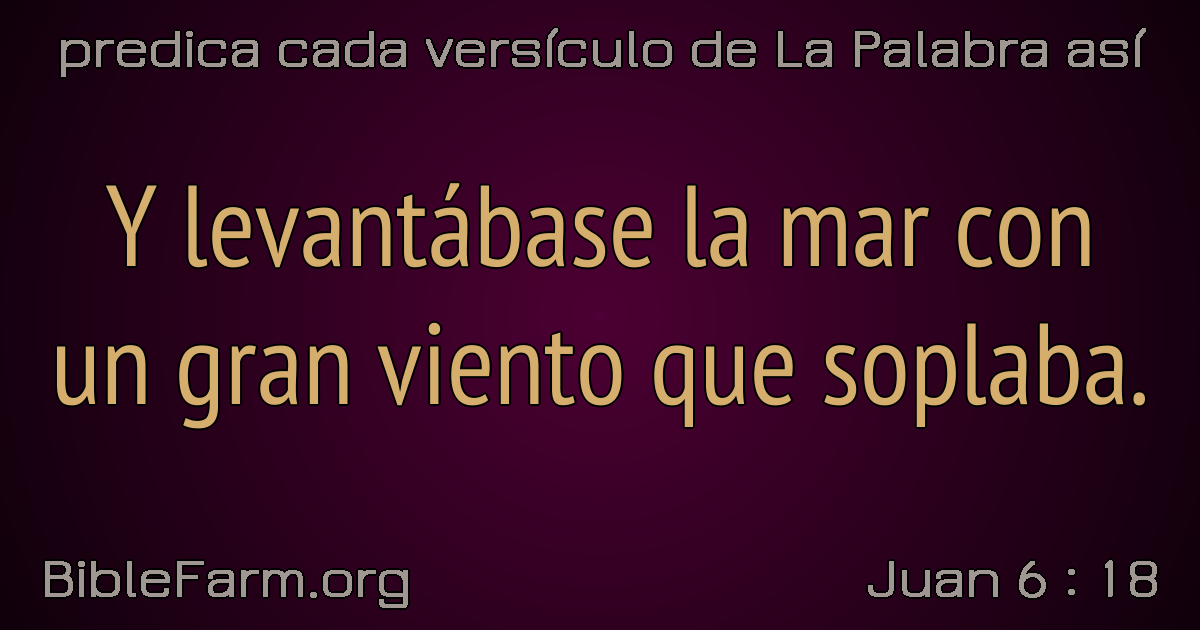 predica cada versículo de La Palabra así
Y levantábase la mar con
un gran viento que soplaba.
BibleFarm.org
Juan 6 : 18